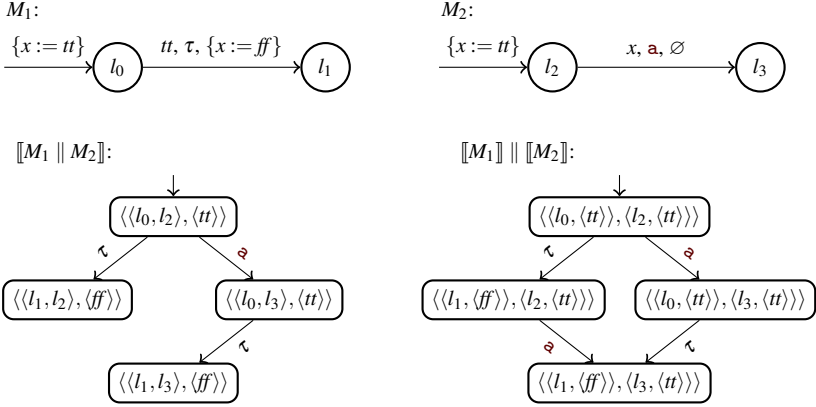 M₁:
{x := tt}
l₀
tt, τ, {x := ff}
l₁
M₂:
{x := tt}
l₂
x, a, ∅
l₃
⟦M₁ ∥ M₂⟧:
⟨⟨l₀, l₂⟩, ⟨tt⟩⟩
τ
a
⟨⟨l₁, l₂⟩, ⟨ff⟩⟩
⟨⟨l₀, l₃⟩, ⟨tt⟩⟩
τ
⟨⟨l₁, l₃⟩, ⟨ff⟩⟩
⟦M₁⟧ ∥ ⟦M₂⟧:
⟨⟨l₀, ⟨tt⟩⟩, ⟨l₂, ⟨tt⟩⟩⟩
τ
a
⟨⟨l₁, ⟨ff⟩⟩, ⟨l₂, ⟨tt⟩⟩⟩
⟨⟨l₀, ⟨tt⟩⟩, ⟨l₃, ⟨tt⟩⟩⟩
a
τ
⟨⟨l₁, ⟨ff⟩⟩, ⟨l₃, ⟨tt⟩⟩⟩